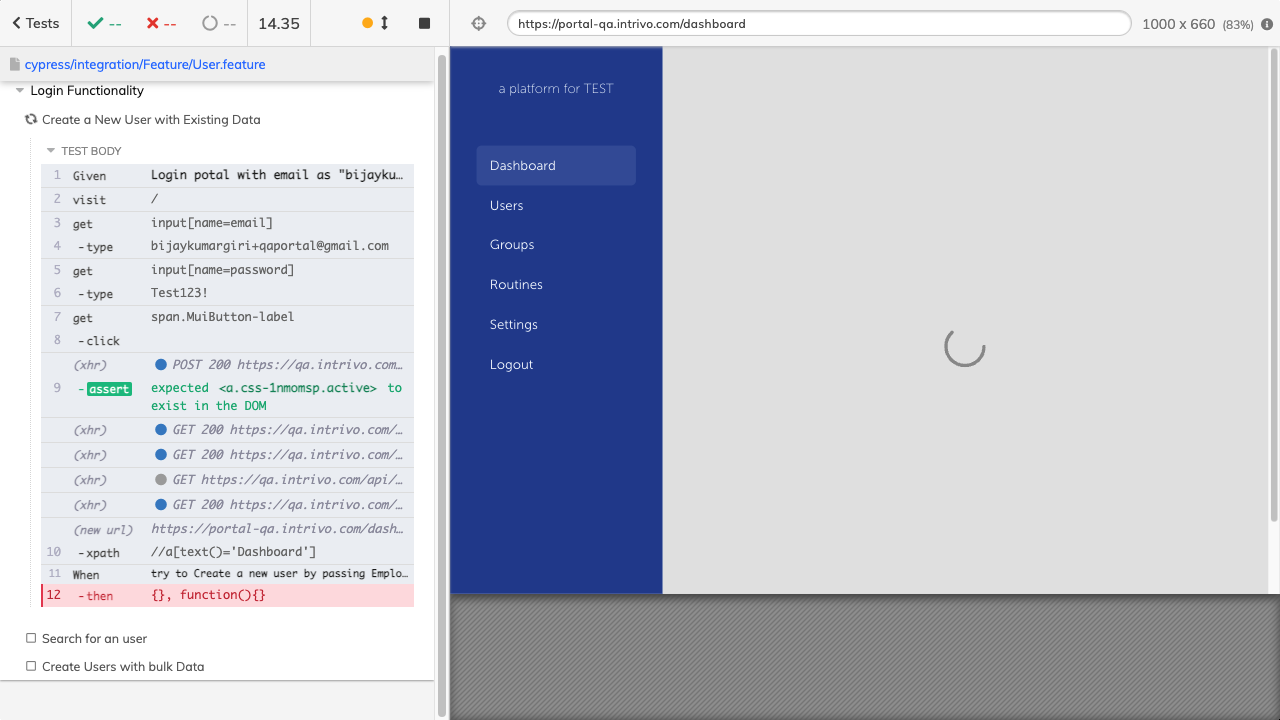 Tests
--
--
--
14.35
https://portal-qa.intrivo.com/dashboard
1000 x 660 (83%)
cypress/integration/Feature/User.feature
Login Functionality
Create a New User with Existing Data
TEST BODY
1 Given Login potal with email as "bijayku…
2 visit /
3 get input[name=email]
4 -type bijaykumargiri+qaportal@gmail.com
5 get input[name=password]
6 -type Test123!
7 get span.MuiButton-label
8 -click
(xhr) POST 200 https://qa.intrivo.com…
9 -assert expected <a.css-1nmomsp.active> to
exist in the DOM
(xhr) GET 200 https://qa.intrivo.com/…
(xhr) GET 200 https://qa.intrivo.com/…
(xhr) GET https://qa.intrivo.com/api/…
(xhr) GET 200 https://qa.intrivo.com/…
(new url) https://portal-qa.intrivo.com/dash…
10 -xpath //a[text()='Dashboard']
11 When try to Create a new user by passing Emplo…
12 -then {}, function(){}
Search for an user
Create Users with bulk Data
a platform for TEST
Dashboard
Users
Groups
Routines
Settings
Logout